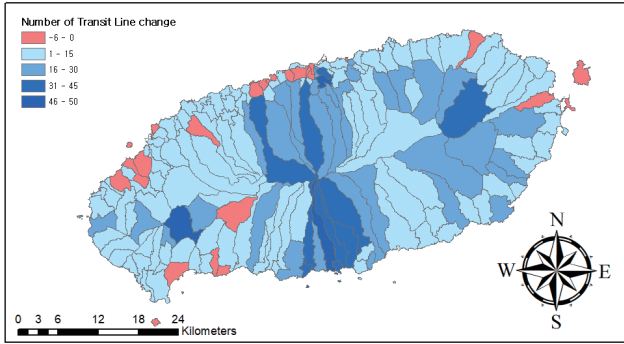 Number of Transit Line change
-6 - 0
1 - 15
16 - 30
31 - 45
46 - 50
N
W E
S
0 3 6 12 18 24
Kilometers